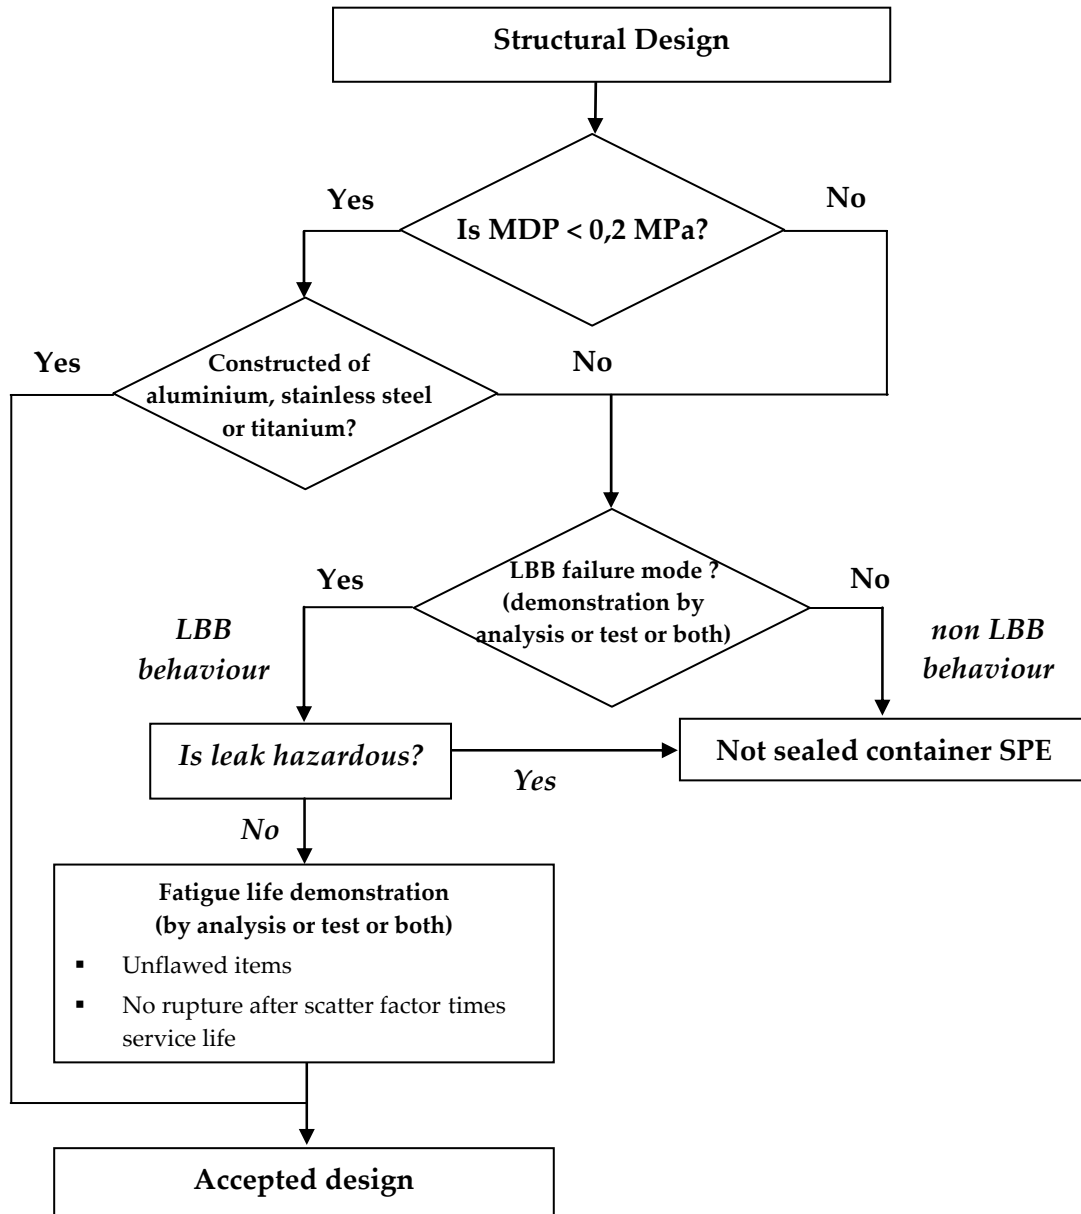 Structural Design
Yes
No
Is MDP < 0,2 MPa?
Yes
No
Constructed of
aluminium, stainless steel
or titanium?
Yes
No
LBB failure mode ?
(demonstration by
analysis or test or both)
LBB
behaviour
non LBB
behaviour
Is leak hazardous?
Not sealed container SPE
Yes
No
Fatigue life demonstration
(by analysis or test or both)
▪ Unflawed items
▪ No rupture after scatter factor times
service life
Accepted design